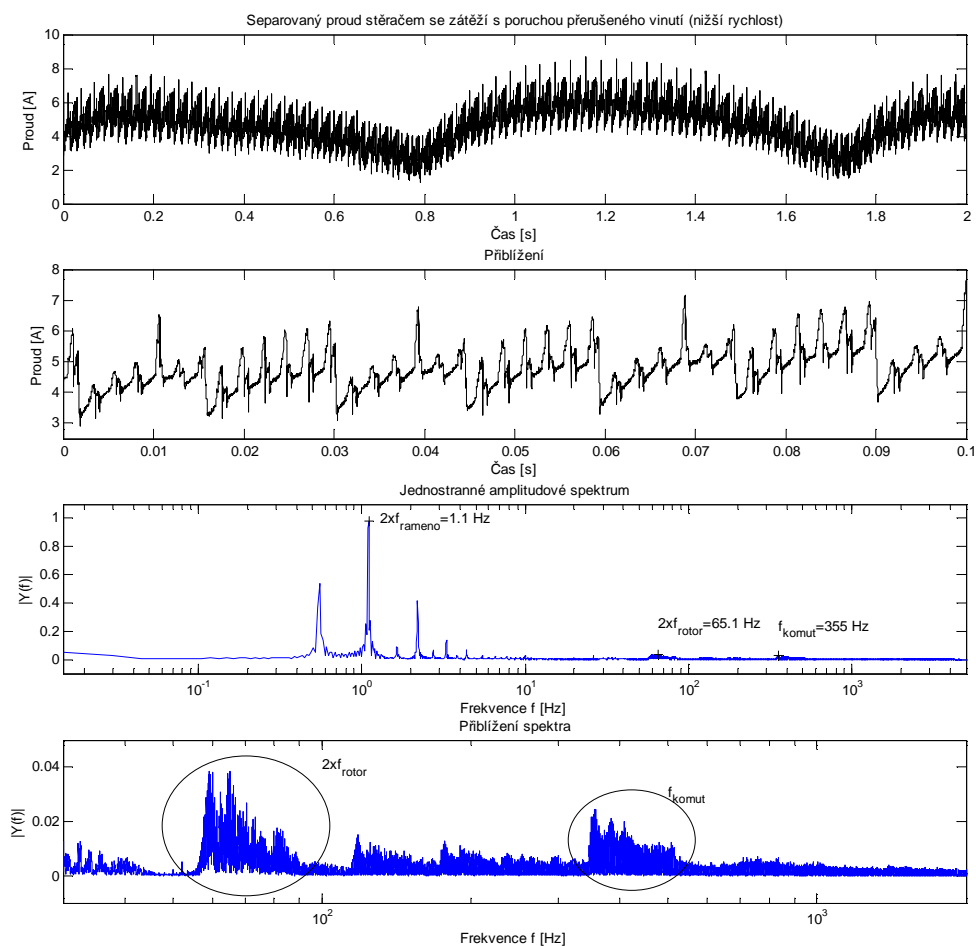 Separovaný proud stěračem se zátěží s poruchou přerušeného vinutí (nižší rychlost)
10
8
6
4
2
0
Proud [A]
0 0.2 0.4 0.6 0.8 1 1.2 1.4 1.6 1.8 2
Čas [s]
Přiblížení
8
7
6
5
4
3
Proud [A]
0 0.01 0.02 0.03 0.04 0.05 0.06 0.07 0.08 0.09 0.1
Čas [s]
Jednostranné amplitudové spektrum
1
0.8
0.6
0.4
0.2
0
|Y(f)|
2xf_rameno=1.1 Hz
2xf_rotor=65.1 Hz
f_komut=355 Hz
10^-1 10^0 10^1 10^2 10^3
Frekvence f [Hz]
Přiblížení spektra
0.04
0.02
0
|Y(f)|
2xf_rotor
f_komut
10^2 10^3
Frekvence f [Hz]